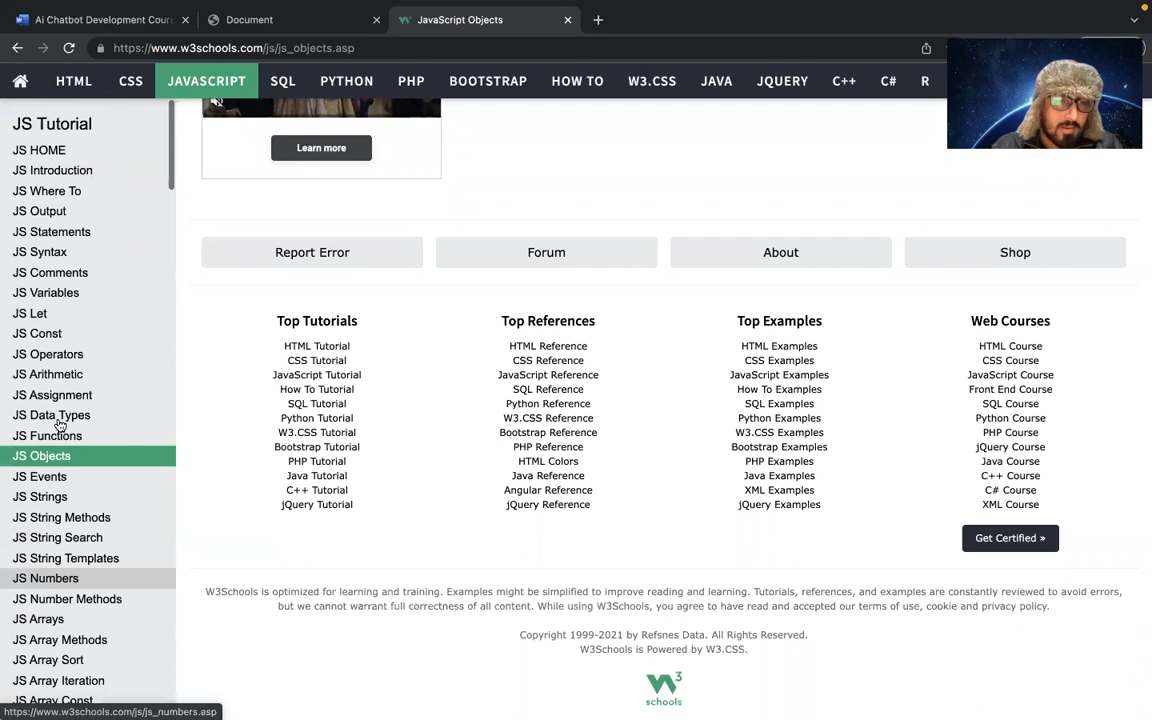 Ai Chatbot Development Cour
Document
JavaScript Objects
https://www.w3schools.com/js/js_objects.asp
HTML
CSS
JAVASCRIPT
SQL
PYTHON
PHP
BOOTSTRAP
HOW TO
W3.CSS
JAVA
JQUERY
C++
C#
R
JS Tutorial
JS HOME
JS Introduction
JS Where To
JS Output
JS Statements
JS Syntax
JS Comments
JS Variables
JS Let
JS Const
JS Operators
JS Arithmetic
JS Assignment
JS Data Types
JS Functions
JS Objects
JS Events
JS Strings
JS String Methods
JS String Search
JS String Templates
JS Numbers
JS Number Methods
JS Arrays
JS Array Methods
JS Array Sort
JS Array Iteration
JS Array Const
https://www.w3schools.com/js/js_numbers.asp
Learn more
Report Error
Forum
About
Shop
Top Tutorials
HTML Tutorial
CSS Tutorial
JavaScript Tutorial
How To Tutorial
SQL Tutorial
Python Tutorial
W3.CSS Tutorial
Bootstrap Tutorial
PHP Tutorial
Java Tutorial
C++ Tutorial
jQuery Tutorial
Top References
HTML Reference
CSS Reference
JavaScript Reference
SQL Reference
Python Reference
W3.CSS Reference
Bootstrap Reference
PHP Reference
HTML Colors
Java Reference
Angular Reference
jQuery Reference
Top Examples
HTML Examples
CSS Examples
JavaScript Examples
How To Examples
SQL Examples
Python Examples
W3.CSS Examples
Bootstrap Examples
PHP Examples
Java Examples
XML Examples
jQuery Examples
Web Courses
HTML Course
CSS Course
JavaScript Course
Front End Course
SQL Course
Python Course
PHP Course
jQuery Course
Java Course
C++ Course
C# Course
XML Course
Get Certified »
W3Schools is optimized for learning and training. Examples might be simplified to improve reading and learning. Tutorials, references, and examples are constantly reviewed to avoid errors,
but we cannot warrant full correctness of all content. While using W3Schools, you agree to have read and accepted our terms of use, cookie and privacy policy.
Copyright 1999-2021 by Refsnes Data. All Rights Reserved.
W3Schools is Powered by W3.CSS.
W3
schools